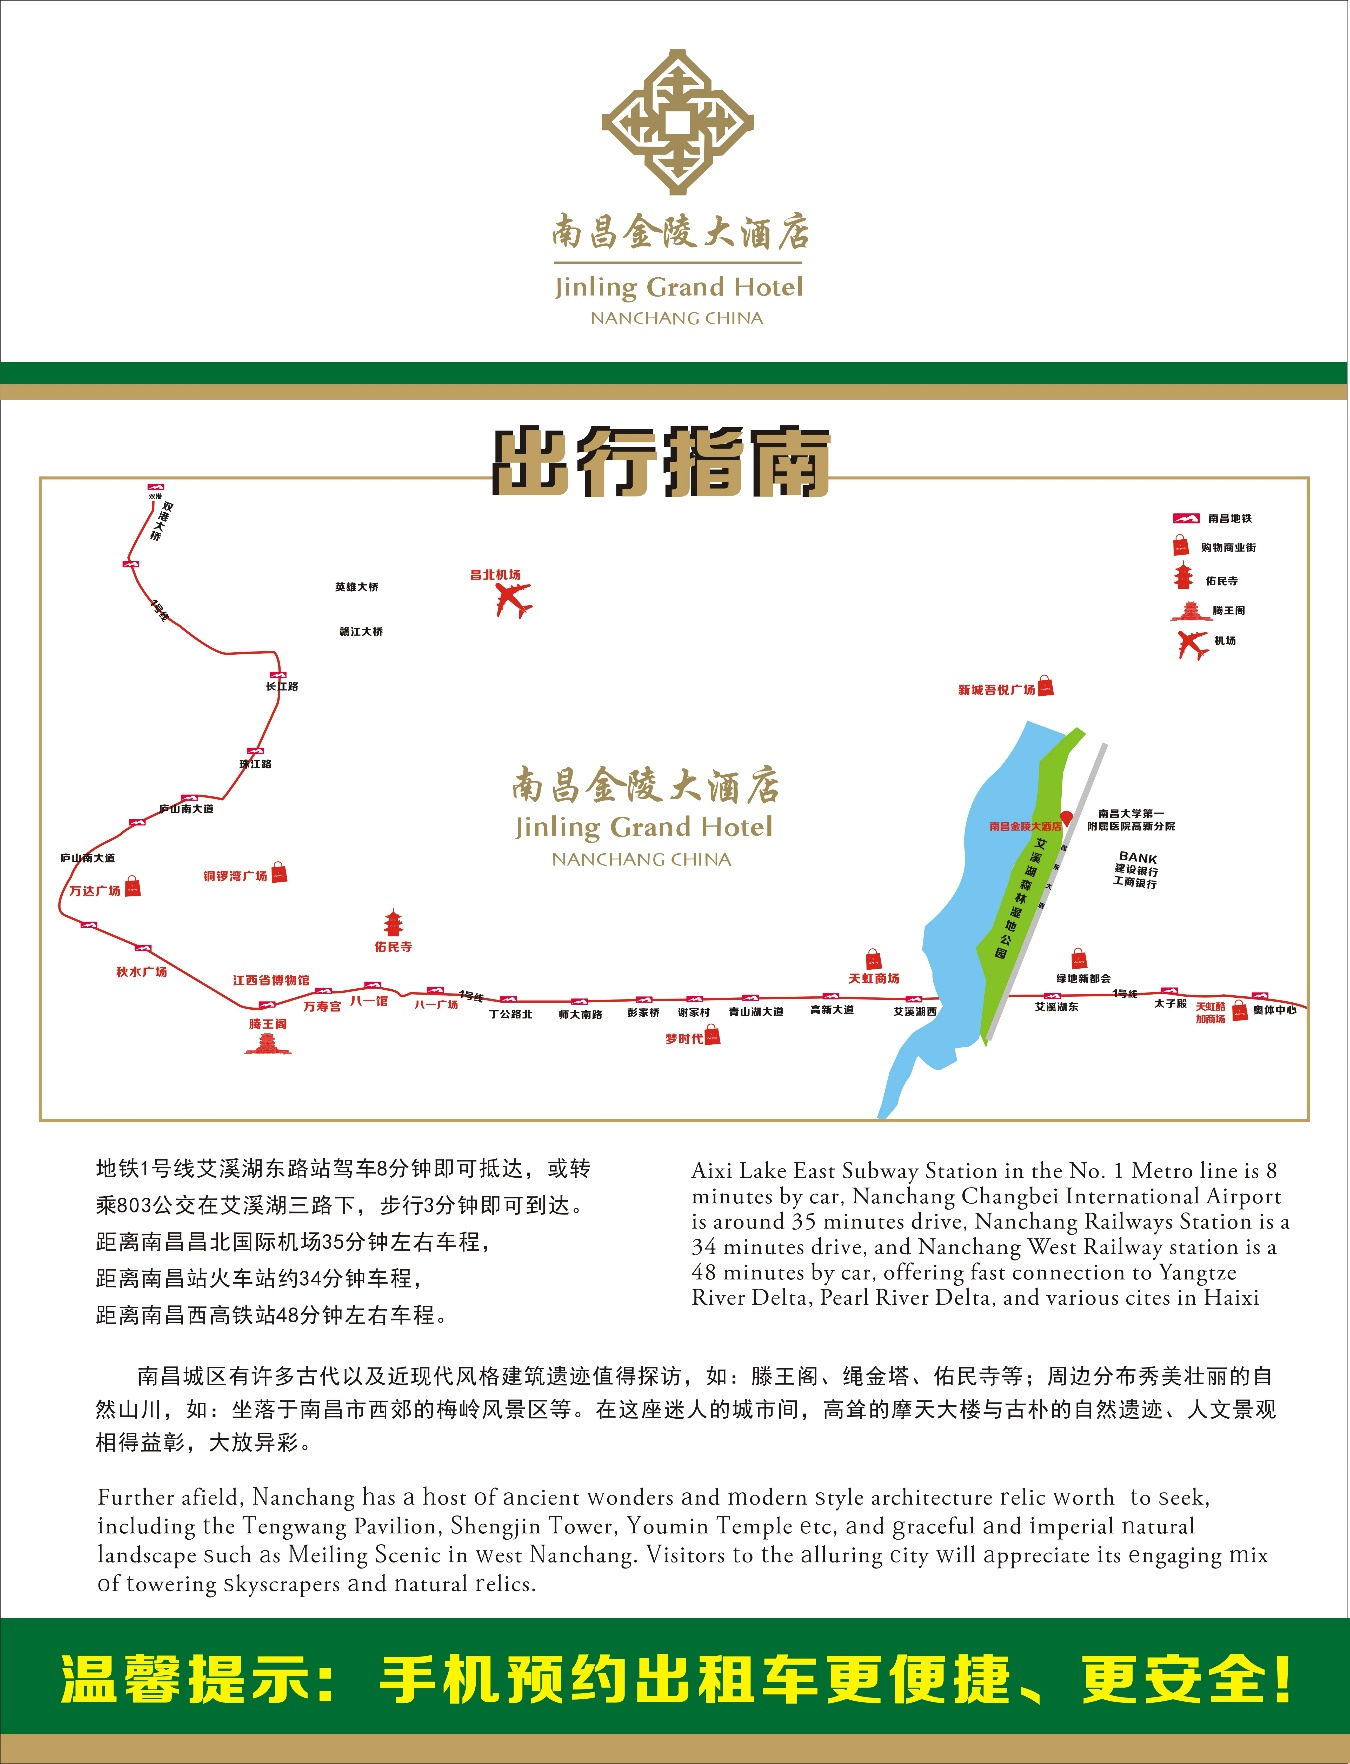 南昌金陵大酒店
Jinling Grand Hotel
NANCHANG CHINA
出行指南
双港
双港大桥
1号线
英雄大桥
赣江大桥
昌北机场
南昌地铁
购物商业街
佑民寺
滕王阁
机场
长江路
珠江路
庐山南大道
庐山南大道
万达广场
铜锣湾广场
佑民寺
秋水广场
江西省博物馆
滕王阁
万寿宫
八一馆
八一广场
1号线
丁公路北
师大南路
彭家桥
谢家村
梦时代
青山湖大道
高新大道
天虹商场
艾溪湖西
南昌金陵大酒店
Jinling Grand Hotel
NANCHANG CHINA
新城吾悦广场
南昌金陵大酒店
艾溪湖森林湿地公园
南昌大学第一
附属医院高新分院
BANK
建设银行
工商银行
绿地新都会
艾溪湖东
1号线
太子殿
天虹酷
加商场
奥体中心
地铁1号线艾溪湖东路站驾车8分钟即可抵达，或转
乘803公交在艾溪湖三路下，步行3分钟即可到达。
距离南昌昌北国际机场35分钟左右车程，
距离南昌站火车站约34分钟车程，
距离南昌西高铁站48分钟左右车程。
Aixi Lake East Subway Station in the No. 1 Metro line is 8
minutes by car, Nanchang Changbei International Airport
is around 35 minutes drive, Nanchang Railways Station is a
34 minutes drive, and Nanchang West Railway station is a
48 minutes by car, offering fast connection to Yangtze
River Delta, Pearl River Delta, and various cites in Haixi
南昌城区有许多古代以及近现代风格建筑遗迹值得探访，如：滕王阁、绳金塔、佑民寺等；周边分布秀美壮丽的自
然山川，如：坐落于南昌市西郊的梅岭风景区等。在这座迷人的城市间，高耸的摩天大楼与古朴的自然遗迹、人文景观
相得益彰，大放异彩。
Further afield, Nanchang has a host of ancient wonders and modern style architecture relic worth to seek,
including the Tengwang Pavilion, Shengjin Tower, Youmin Temple etc, and graceful and imperial natural
landscape such as Meiling Scenic in west Nanchang. Visitors to the alluring city will appreciate its engaging mix
of towering skyscrapers and natural relics.
温馨提示：手机预约出租车更便捷、更安全！